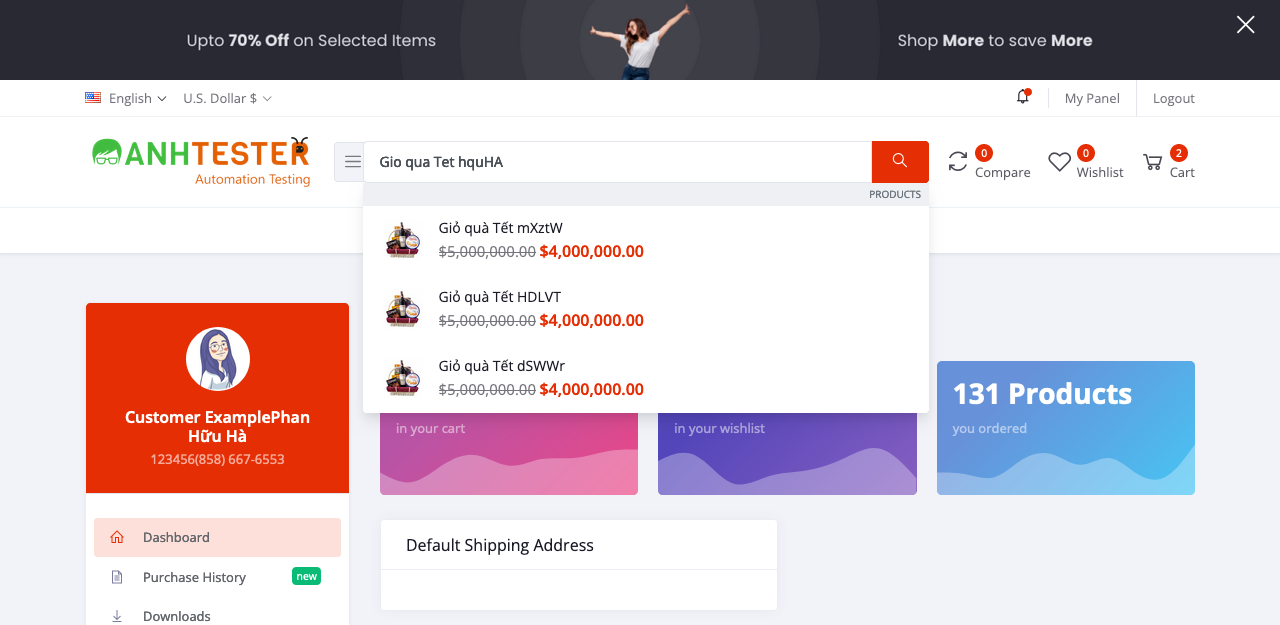 Upto 70% Off on Selected Items
Shop More to save More
English
U.S. Dollar $
My Panel
Logout
ANHTESTER
Automation Testing
Gio qua Tet hquHA
0
Compare
0
Wishlist
2
Cart
PRODUCTS
Giỏ quà Tết mXztW
$5,000,000.00 $4,000,000.00
Giỏ quà Tết HDLVT
$5,000,000.00 $4,000,000.00
Giỏ quà Tết dSWWr
$5,000,000.00 $4,000,000.00
Customer ExamplePhan
Hữu Hà
123456(858) 667-6553
in your cart
in your wishlist
131 Products
you ordered
Dashboard
Purchase History
new
Downloads
Default Shipping Address